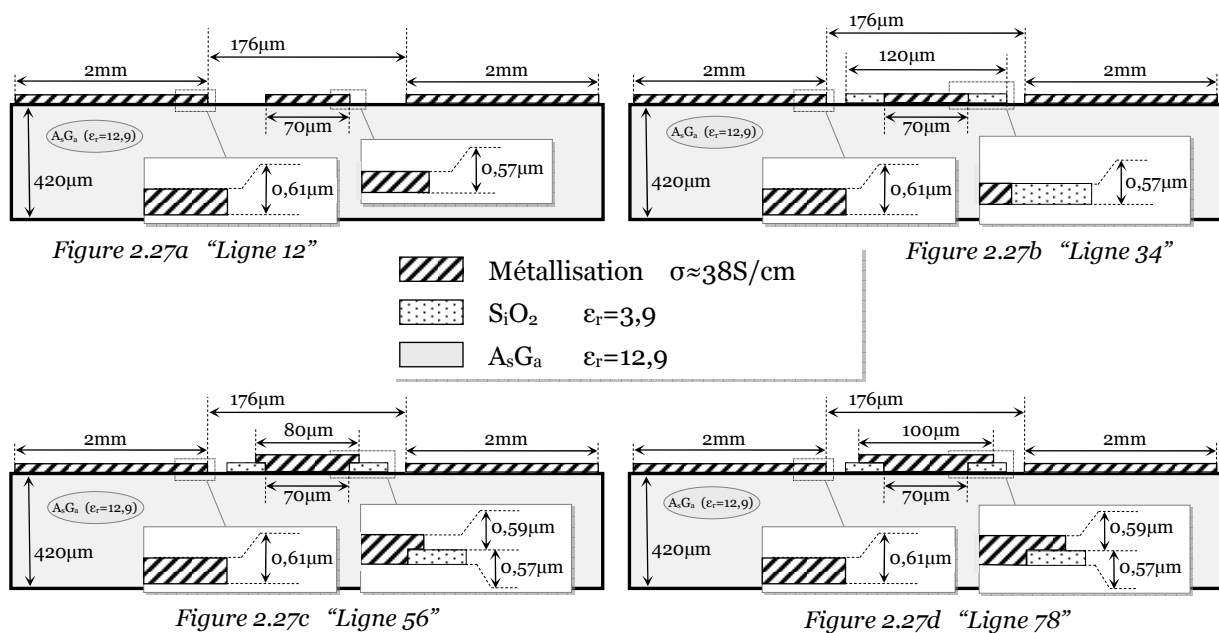 176µm
2mm
2mm
70µm
AsGa (εr=12,9)
420µm
0,61µm
0,57µm
Figure 2.27a “Ligne 12”
176µm
120µm
2mm
2mm
70µm
AsGa (εr=12,9)
420µm
0,61µm
0,57µm
Figure 2.27b “Ligne 34”
Métallisation σ≈38S/cm
SiO2 εr=3,9
AsGa εr=12,9
176µm
80µm
2mm
2mm
70µm
AsGa (εr=12,9)
420µm
0,61µm
0,59µm
0,57µm
Figure 2.27c “Ligne 56”
176µm
100µm
2mm
2mm
70µm
AsGa (εr=12,9)
420µm
0,61µm
0,59µm
0,57µm
Figure 2.27d “Ligne 78”